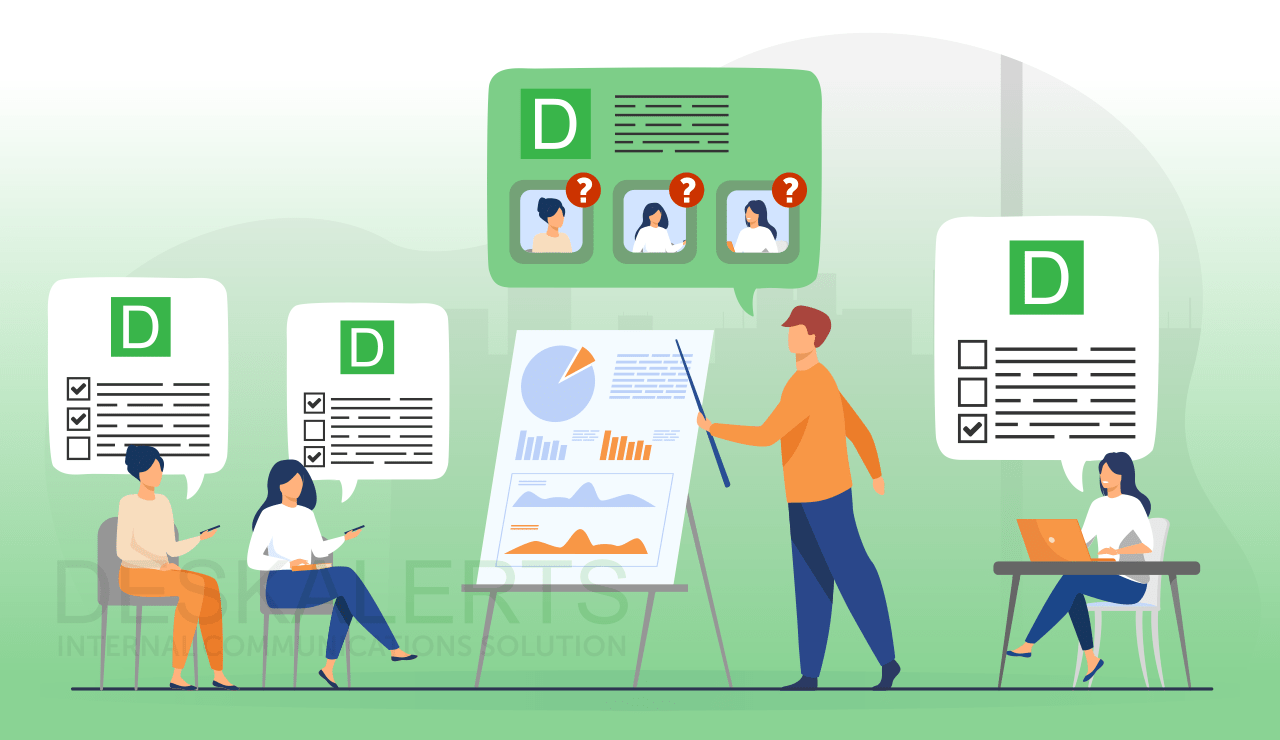 D
? ? ?
D
D
D
DESKALERTS
INTERNAL COMMUNICATIONS SOLUTION